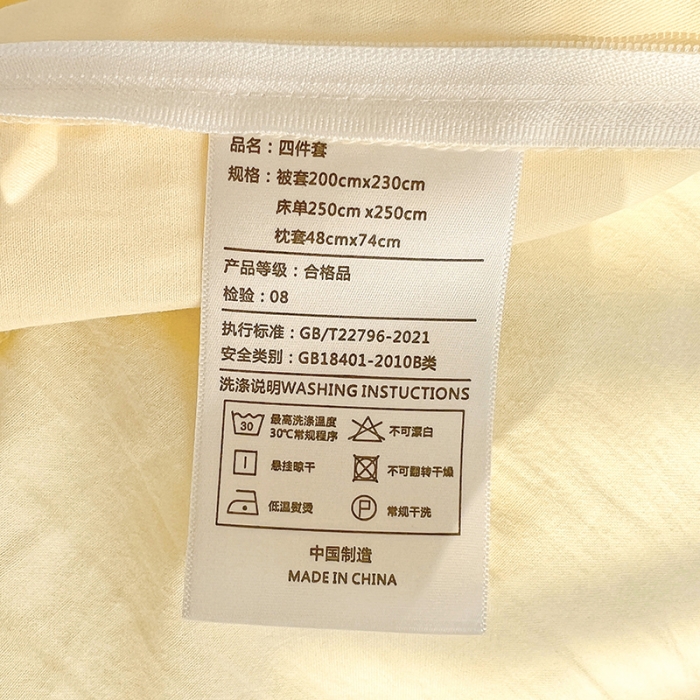 品名：四件套
规格：被套200cmx230cm
床单250cm x250cm
枕套48cmx74cm
产品等级：合格品
检验：08
执行标准：GB/T22796-2021
安全类别：GB18401-2010B类
洗涤说明WASHING INSTUCTIONS
30 最高洗涤温度 30℃常规程序 不可漂白
悬挂晾干 不可翻转干燥
低温熨烫 P 常规干洗
中国制造
MADE IN CHINA